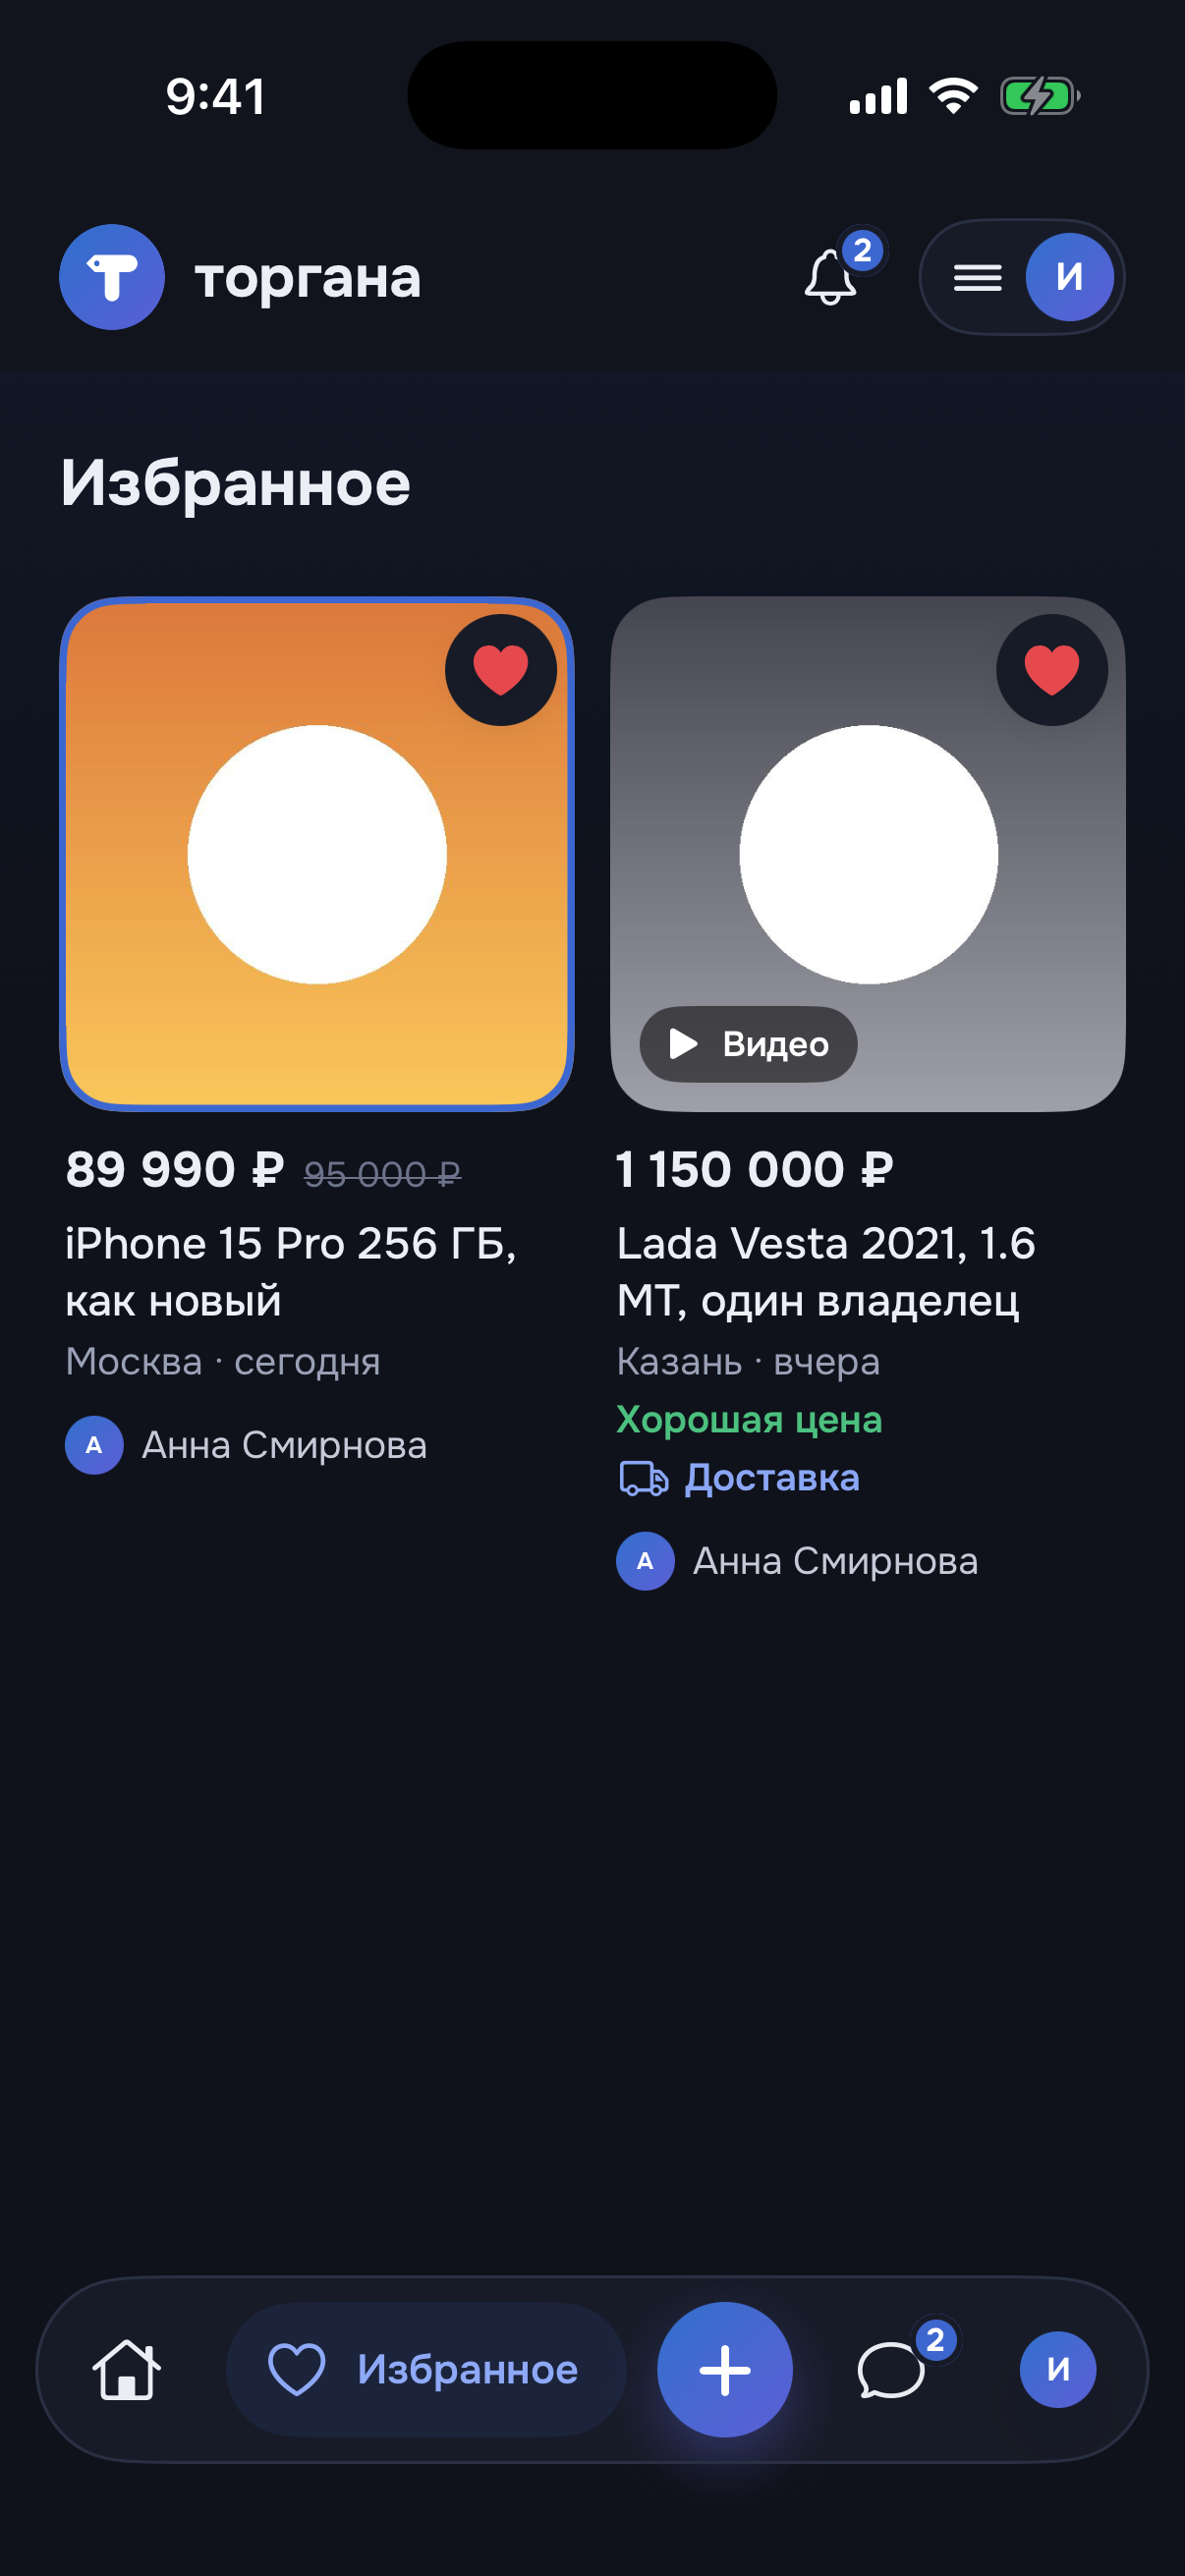 9:41
торгана
2
И
Избранное
Видео
89 990 ₽ 95 000 ₽
1 150 000 ₽
iPhone 15 Pro 256 ГБ,
как новый
Москва · сегодня
А Анна Смирнова
Lada Vesta 2021, 1.6
МТ, один владелец
Казань · вчера
Хорошая цена
Доставка
А Анна Смирнова
Избранное
2
И